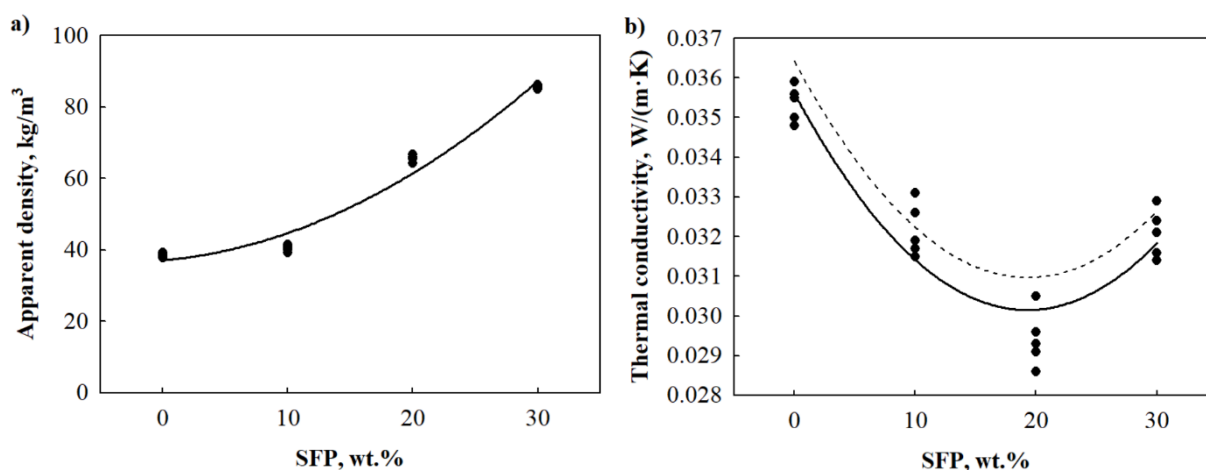 a)
Apparent density, kg/m³
100
80
60
40
20
0
0 10 20 30
SFP, wt.%
b)
Thermal conductivity, W/(m·K)
0.037
0.036
0.035
0.034
0.033
0.032
0.031
0.030
0.029
0.028
0 10 20 30
SFP, wt.%